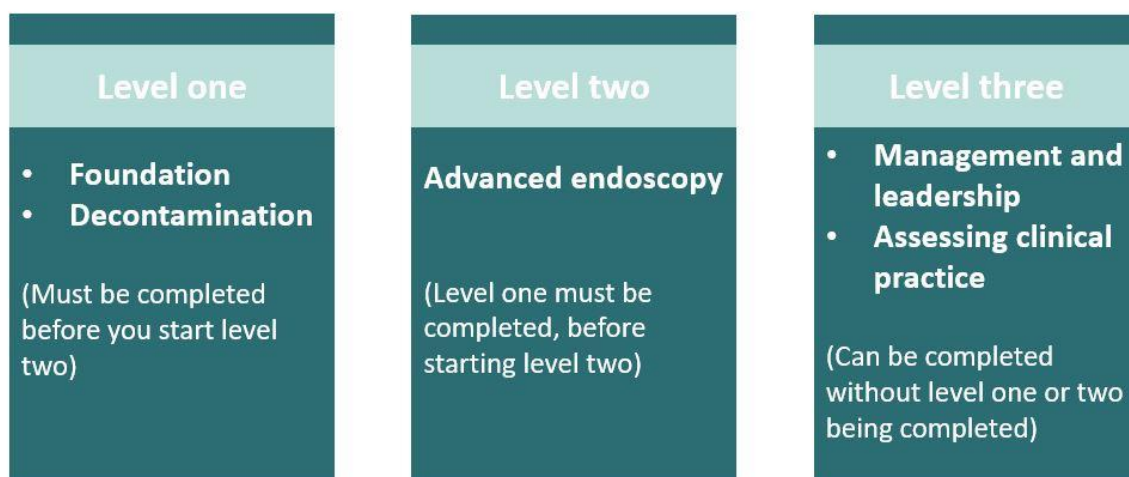 Level one
• Foundation
• Decontamination
(Must be completed
before you start level
two)
Level two
Advanced endoscopy
(Level one must be
completed, before
starting level two)
Level three
• Management and
leadership
• Assessing clinical
practice
(Can be completed
without level one or two
being completed)